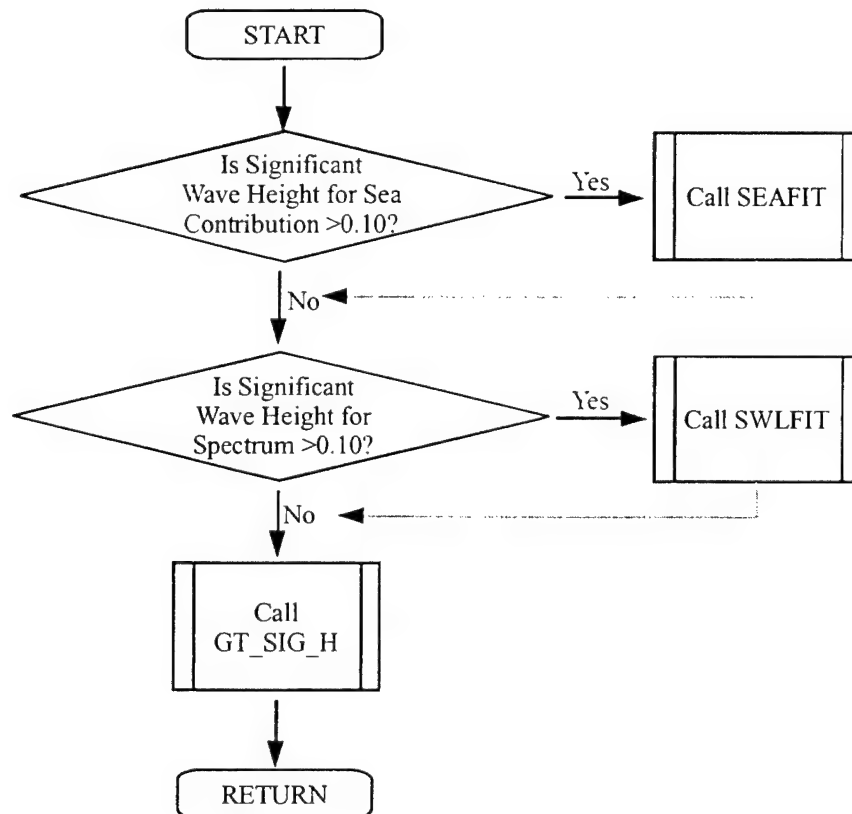 START
Is Significant
Wave Height for Sea
Contribution >0.10?
Yes
Call SEAFIT
No
Is Significant
Wave Height for
Spectrum >0.10?
Yes
Call SWLFIT
No
Call
GT_SIG_H
RETURN